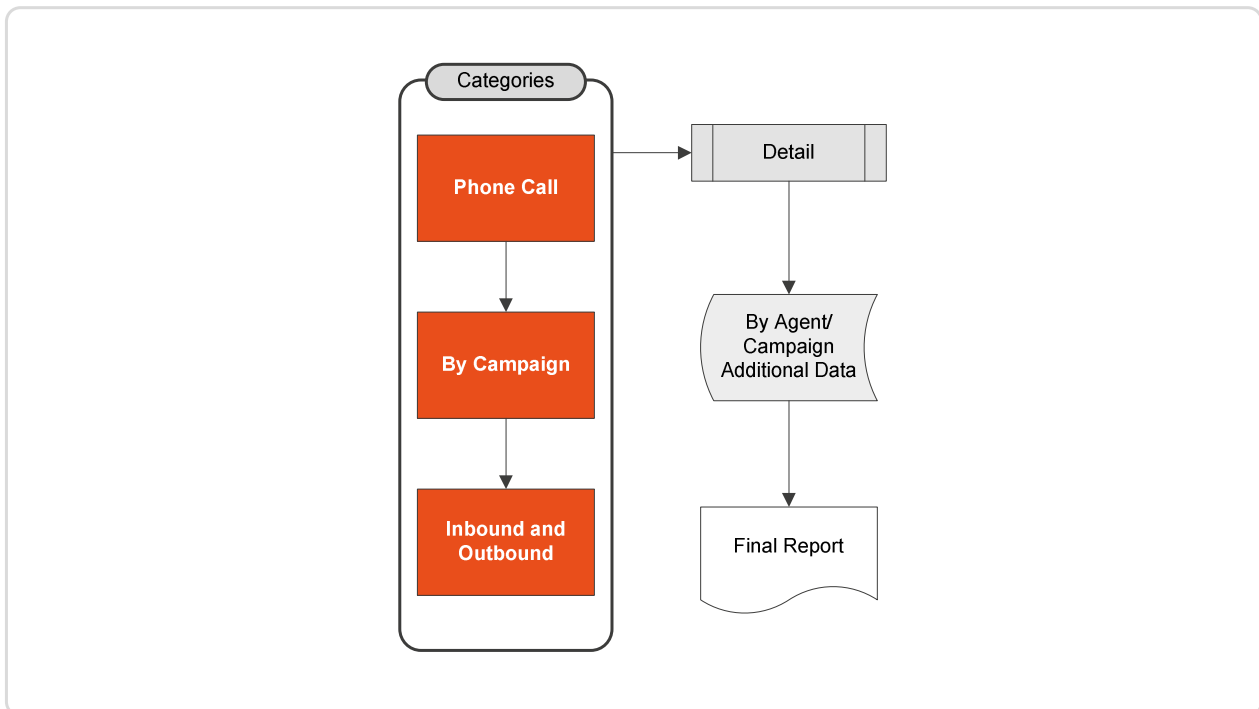 Categories
Phone Call
By Campaign
Inbound and
Outbound
Detail
By Agent/
Campaign
Additional Data
Final Report